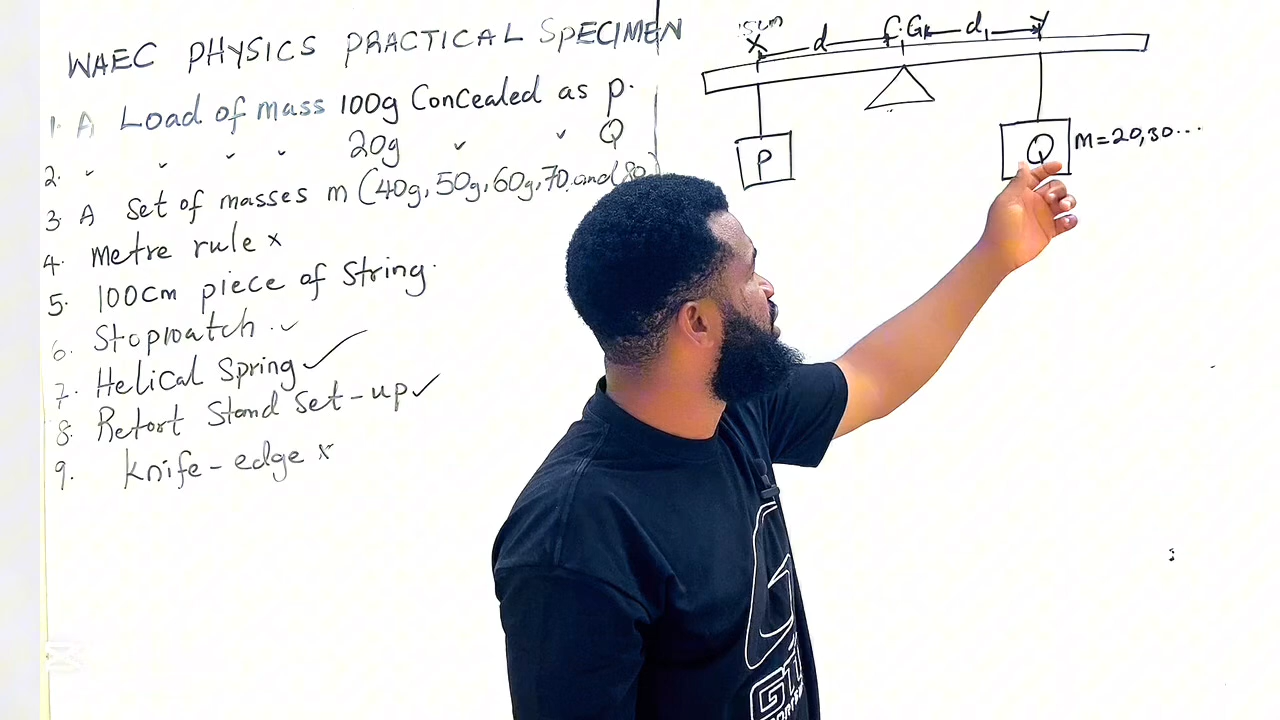 WAEC PHYSICS PRACTICAL SPECIMEN
1. A Load of mass 100g Concealed as P.
2. " " " " 20g " " Q
3. A Set of masses m (40g, 50g, 60g, 70 and 80
4. Metre rule x
5. 100cm piece of String.
6. Stopwatch. ✓
7. Helical Spring ✓
8. Retort Stand Set-up ✓
9. Knife-edge x
15cm
X d C.G d₁ Y
P
Q M=20,30...